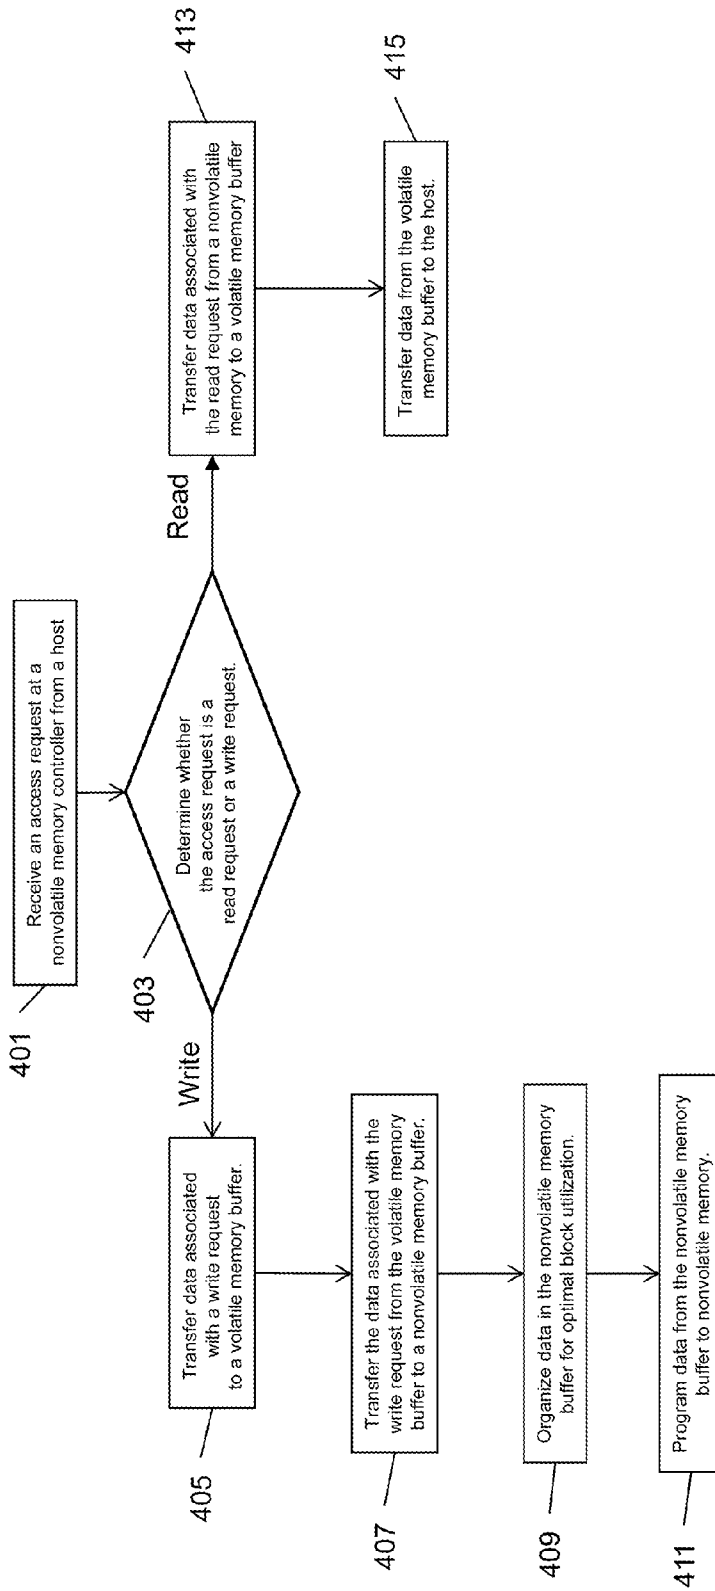 401
Receive an access request at a
nonvolatile memory controller from a host
403
Determine whether
the access request is a
read request or a write request.
Write
Read
405
Transfer data associated
with a write request
to a volatile memory buffer.
407
Transfer the data associated with the
write request from the volatile memory
buffer to a nonvolatile memory buffer.
409
Organize data in the nonvolatile memory
buffer for optimal block utilization.
411
Program data from the nonvolatile memory
buffer to nonvolatile memory.
413
Transfer data associated with
the read request from a nonvolatile
memory to a volatile memory buffer
415
Transfer data from the volatile
memory buffer to the host.